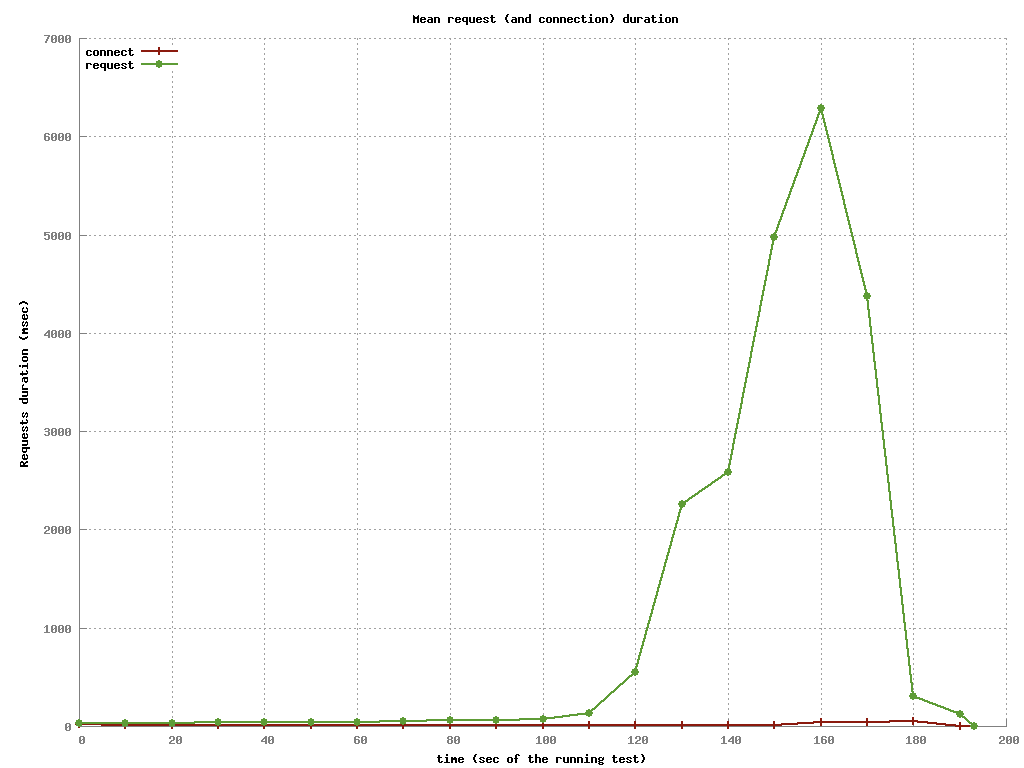 Mean request (and connection) duration
7000
6000
5000
4000
3000
2000
1000
0
connect
request
Requests duration (msec)
0 20 40 60 80 100 120 140 160 180 200
time (sec of the running test)